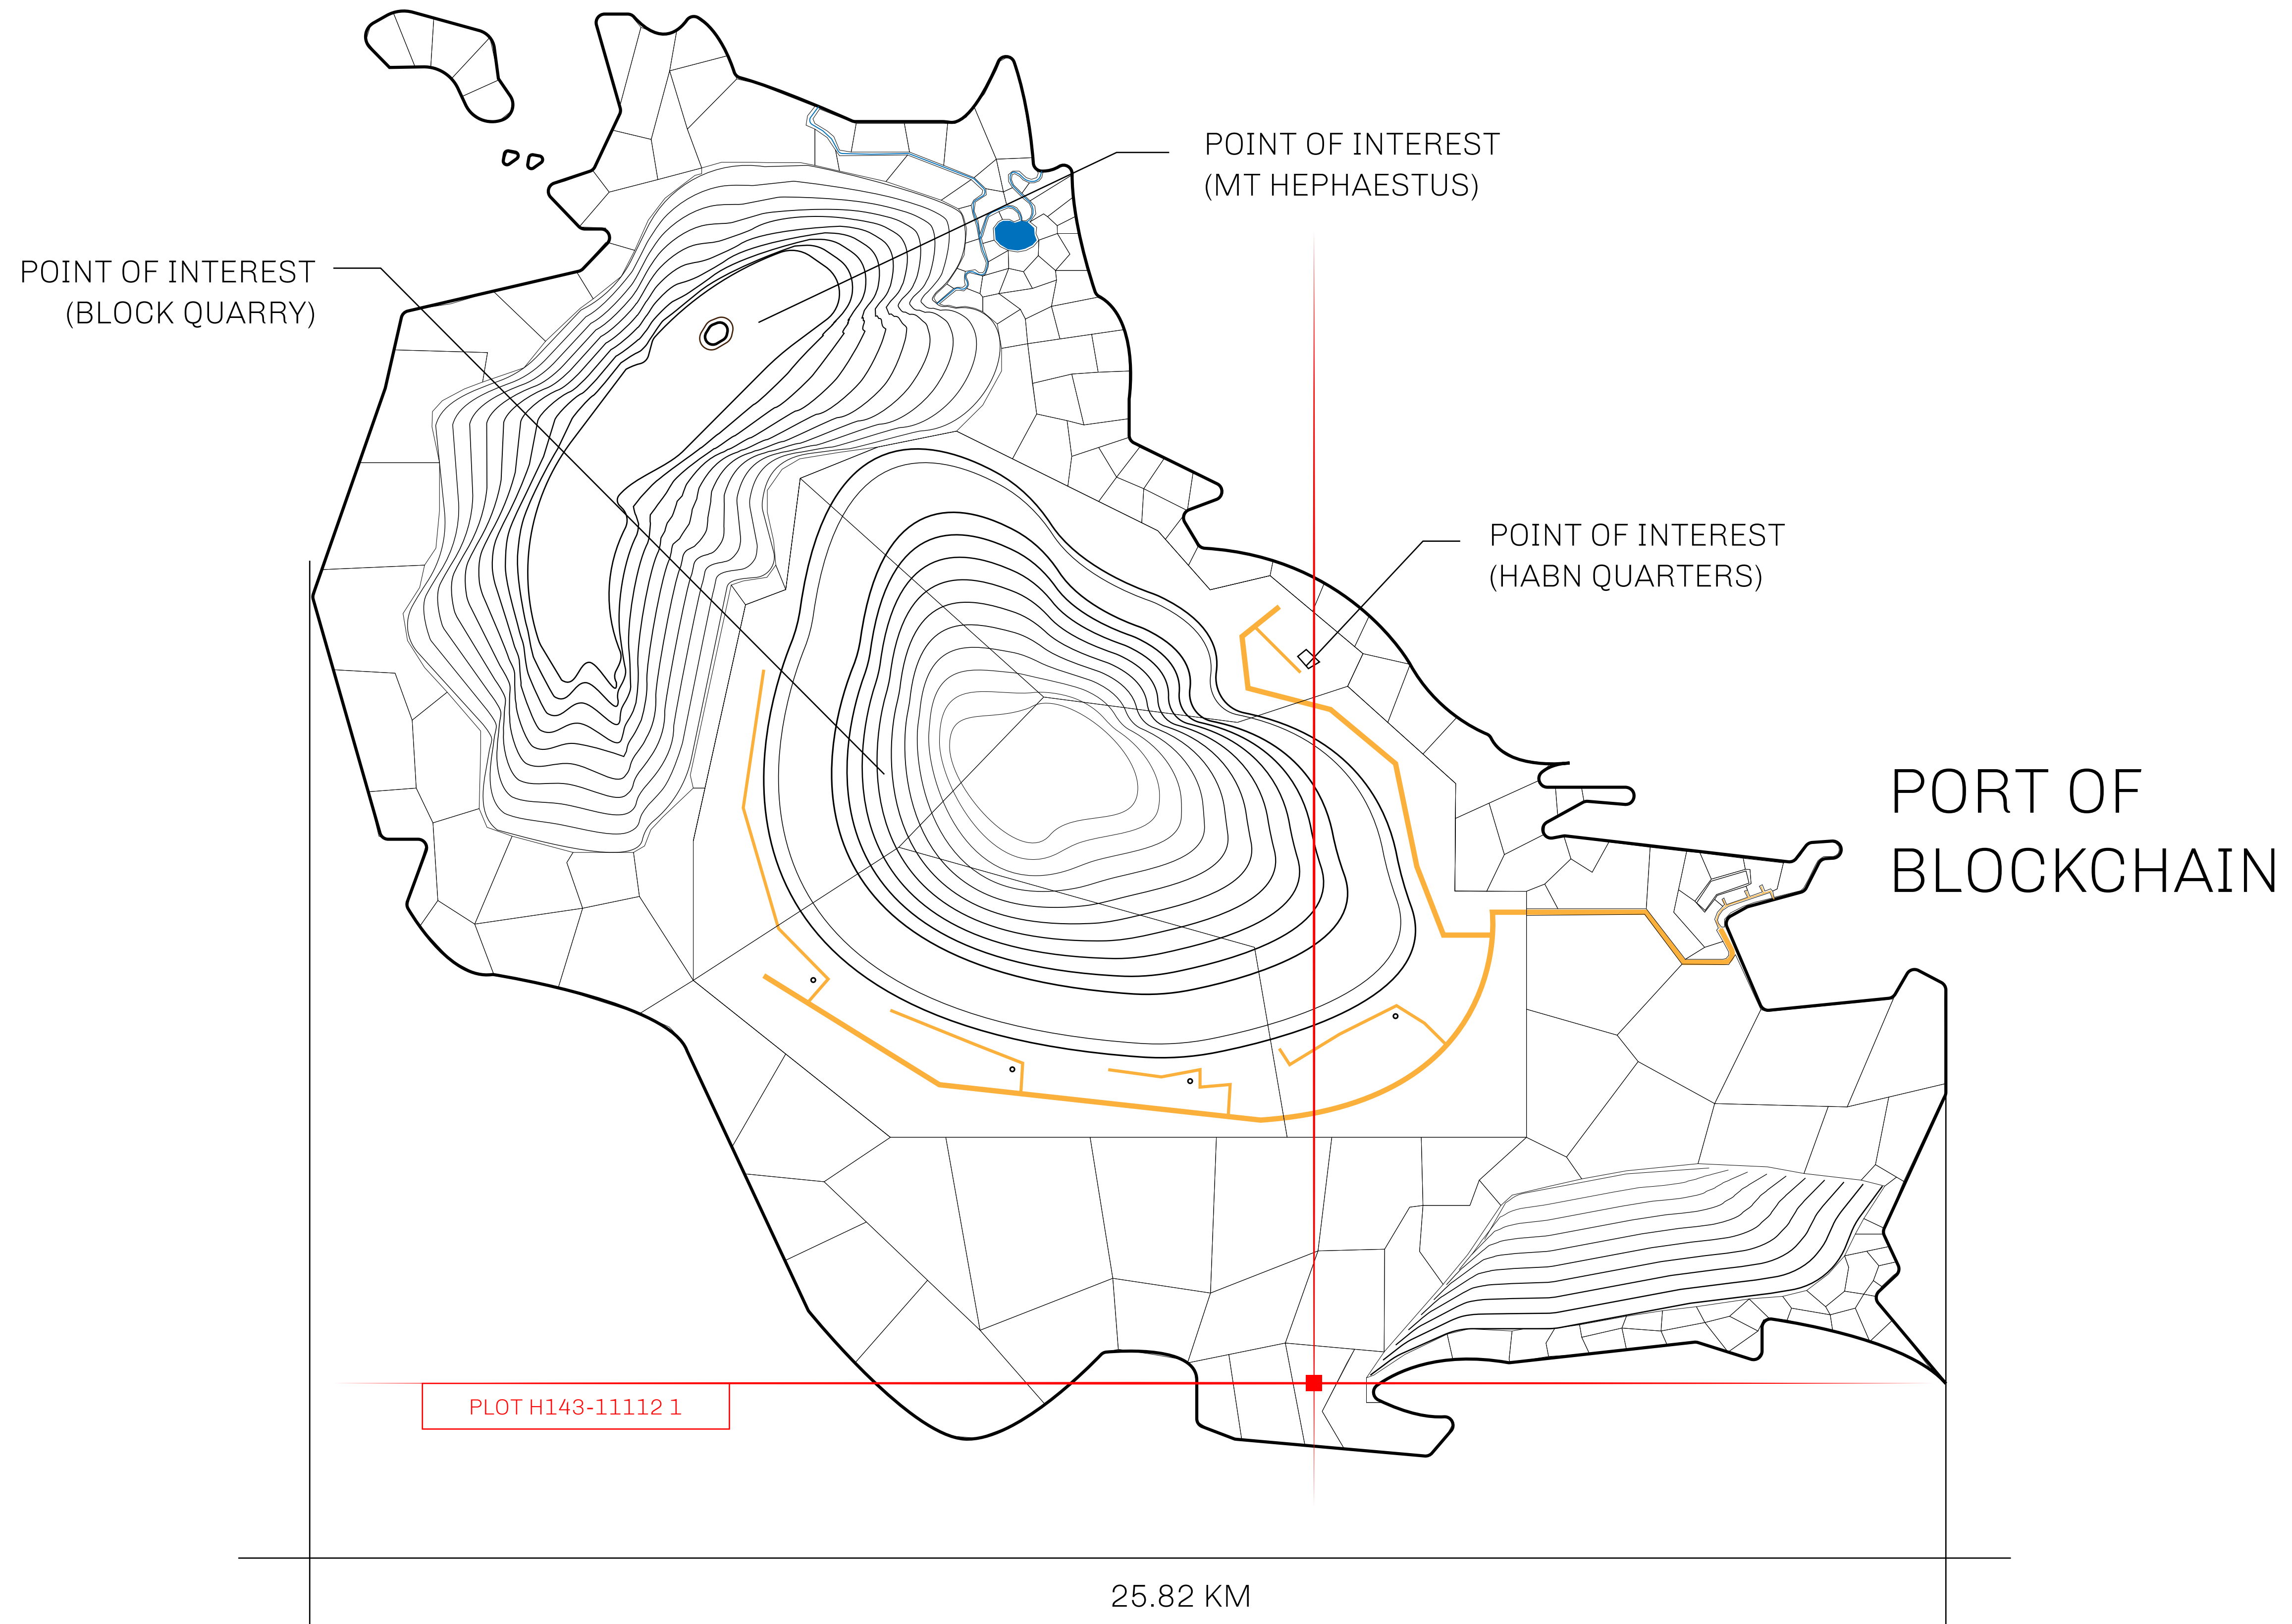 POINT OF INTEREST
(MT HEPHAESTUS)
POINT OF INTEREST
(BLOCK QUARRY)
POINT OF INTEREST
(HABN QUARTERS)
PORT OF
BLOCKCHAIN
PLOT H143-11112 1
25.82 KM